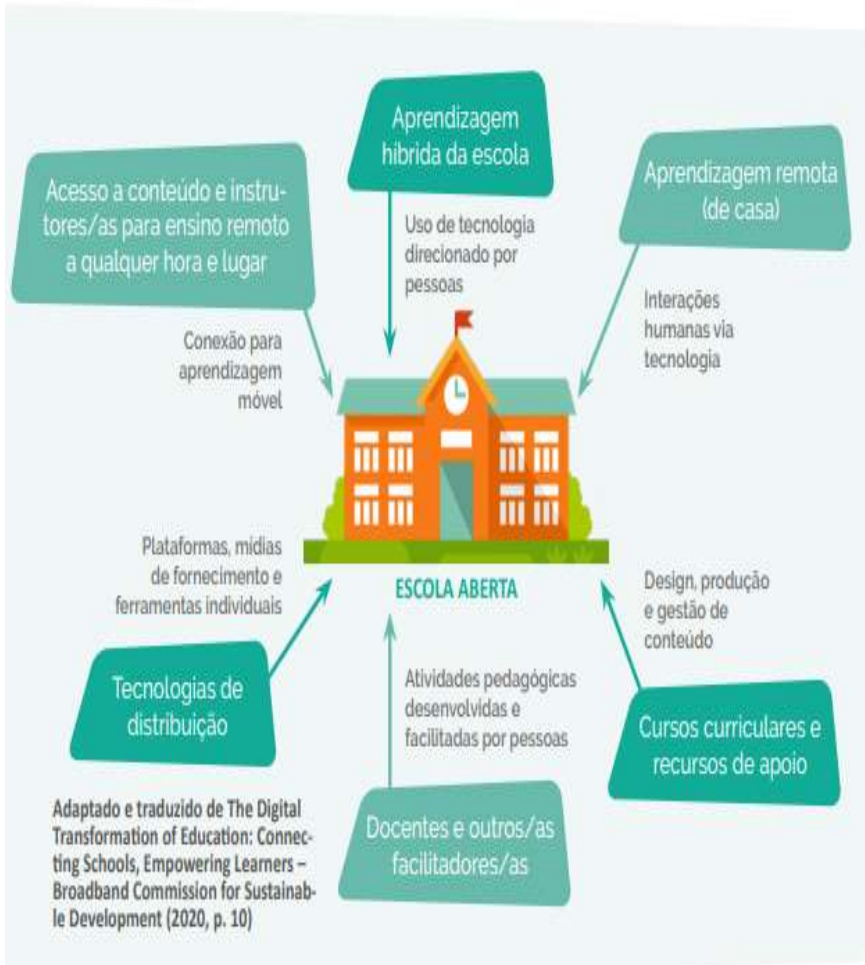 Aprendizagem
híbrida da escola
Acesso a conteúdo e instru-
tores/as para ensino remoto
a qualquer hora e lugar
Aprendizagem remota
(de casa)
Uso de tecnologia
direcionado por
pessoas
Conexão para
aprendizagem
móvel
Interações
humanas via
tecnologia
Plataformas, mídias
de fornecimento e
ferramentas individuais
ESCOLA ABERTA
Design, produção
e gestão de
conteúdo
Tecnologias de
distribuição
Atividades pedagógicas
desenvolvidas e
facilitadas por pessoas
Cursos curriculares e
recursos de apoio
Docentes e outros/as
facilitadores/as
Adaptado e traduzido de The Digital
Transformation of Education: Connec-
ting Schools, Empowering Learners –
Broadband Commission for Sustainab-
le Development (2020, p. 10)